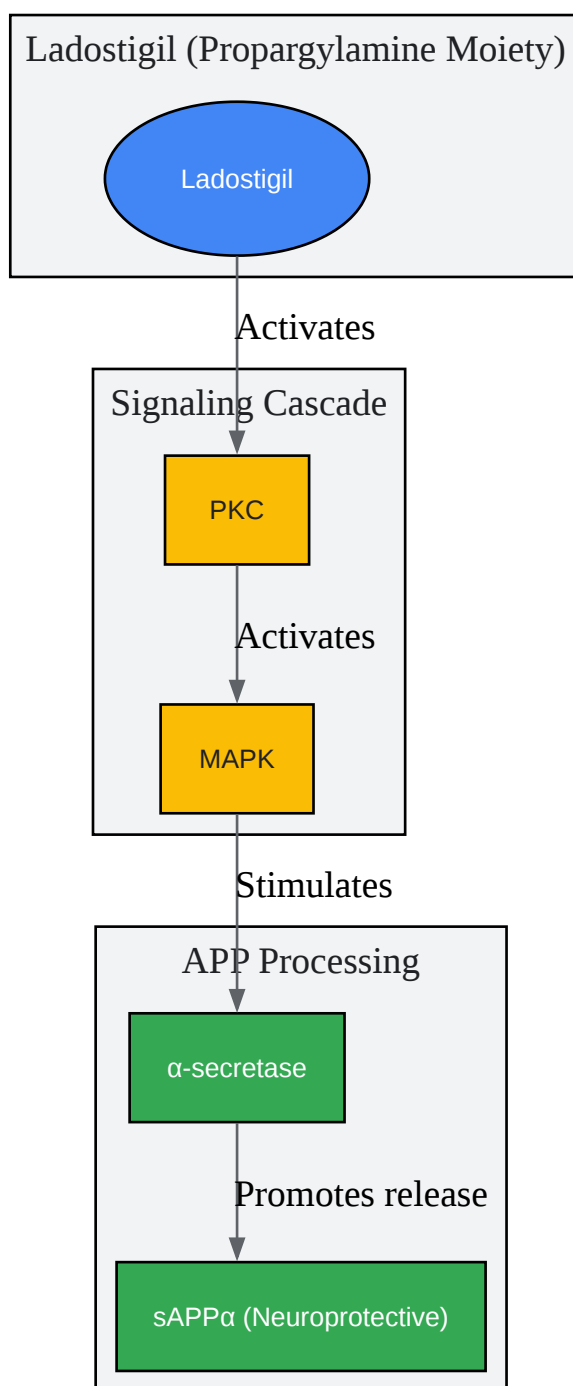 Ladostigil (Propargylamine Moiety)
Ladostigil
Activates
Signaling Cascade
PKC
Activates
MAPK
Stimulates
APP Processing
α-secretase
Promotes release
sAPPα (Neuroprotective)